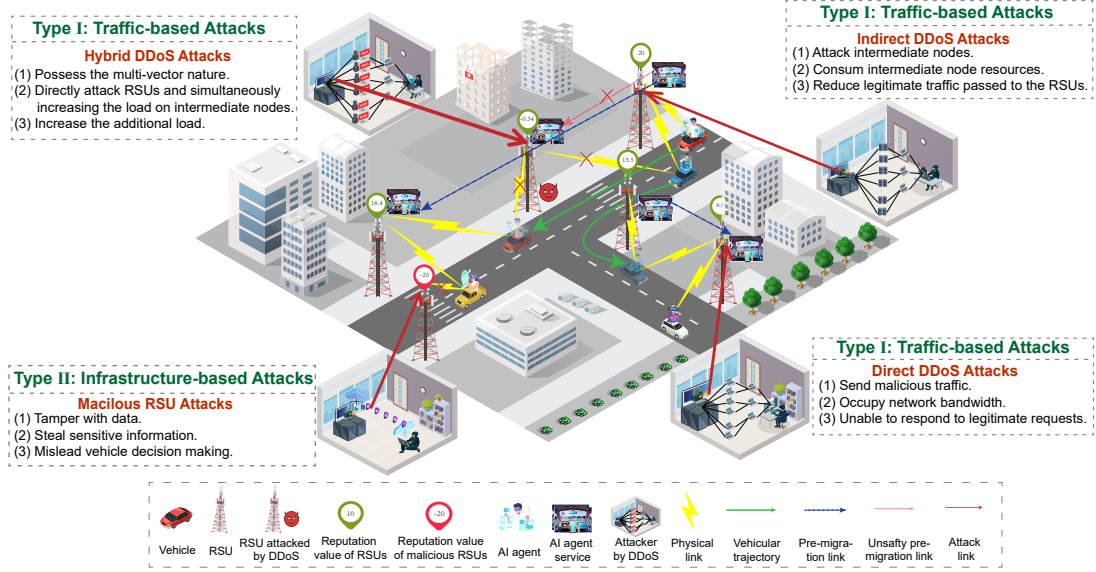 Type I: Traffic-based Attacks
Hybrid DDoS Attacks
(1) Possess the multi-vector nature.
(2) Directly attack RSUs and simultaneously
increasing the load on intermediate nodes.
(3) Increase the additional load.
Type I: Traffic-based Attacks
Indirect DDoS Attacks
(1) Attack intermediate nodes.
(2) Consum intermediate node resources.
(3) Reduce legitimate traffic passed to the RSUs.
20
-0.34
13.5
16.4
-20
Type II: Infrastructure-based Attacks
Macilous RSU Attacks
(1) Tamper with data.
(2) Steal sensitive information.
(3) Mislead vehicle decision making.
Type I: Traffic-based Attacks
Direct DDoS Attacks
(1) Send malicious traffic.
(2) Occupy network bandwidth.
(3) Unable to respond to legitimate requests.
10
-20
Vehicle
RSU
RSU attacked
by DDoS
Reputation
value of RSUs
Reputation value
of malicious RSUs
AI agent
AI agent
service
Attacker
by DDoS
Physical
link
Vehicular
trajectory
Pre-migra-
tion link
Unsafty pre-
migration link
Attack
link